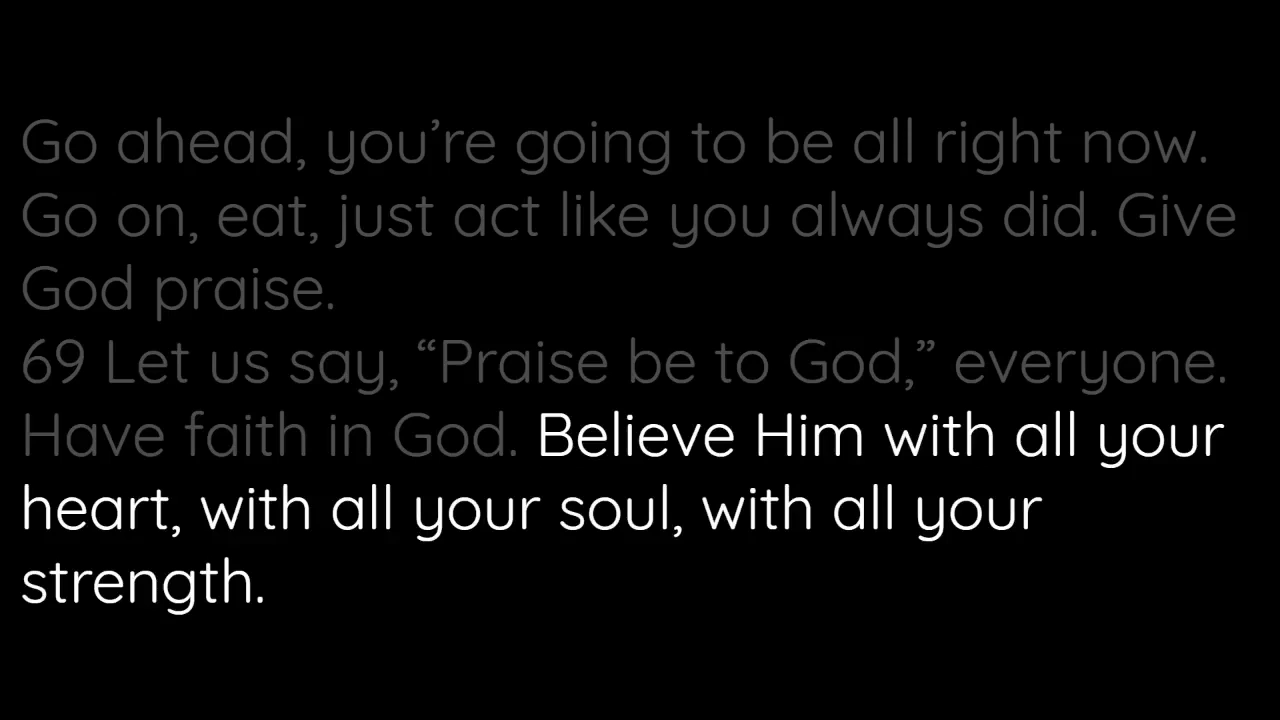 Go ahead, you’re going to be all right now.
Go on, eat, just act like you always did. Give
God praise.
69 Let us say, “Praise be to God,” everyone.
Have faith in God. Believe Him with all your
heart, with all your soul, with all your
strength.